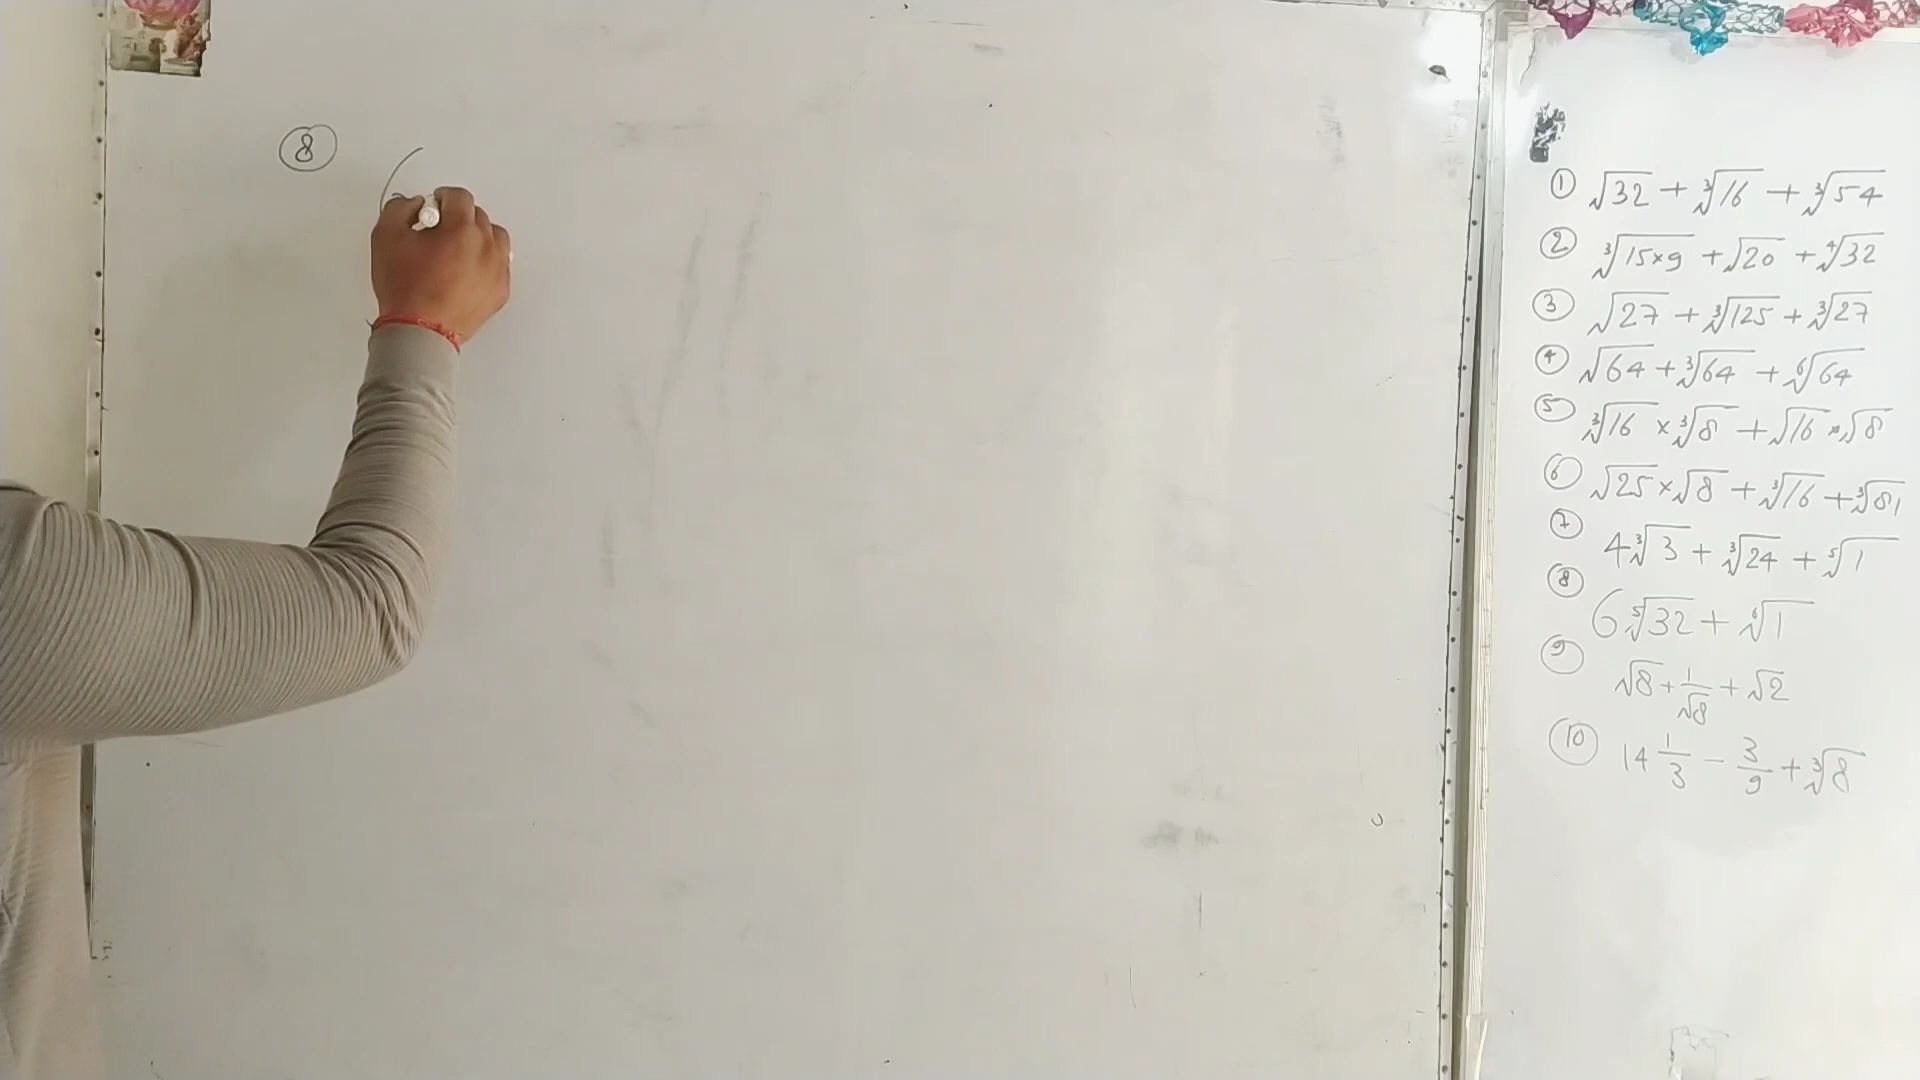 ⑧
① √32 + ∛16 + ∛54
② ∛15×9 + √20 + ∜32
③ √27 + ∛125 + ∛27
④ √64 + ∛64 + ⁶√64
⑤ ∛16 × ∛8 + √16 × √8
⑥ √25 × √8 + ∛16 + ∛81
⑦ 4∛3 + ∛24 + ⁵√1
⑧ 6⁵√32 + ⁶√1
⑨ √8 + 1/√8 + √2
⑩ 14 1/3 - 3/9 + ∛8